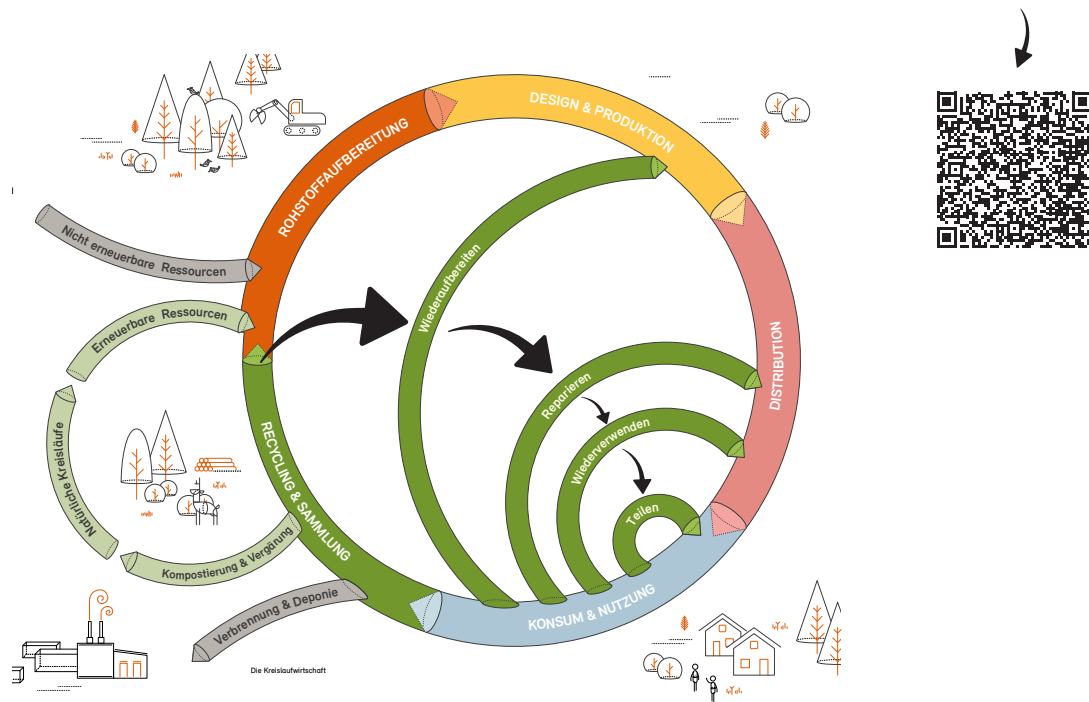 DESIGN & PRODUKTION
ROHSTOFFAUFBEREITUNG
Nicht erneuerbare Ressourcen
Wiederaufbereiten
Erneuerbare Ressourcen
DISTRIBUTION
Reparieren
Wiederverwenden
Natürliche Kreisläufe
RECYCLING & SAMMLUNG
Teilen
Kompostierung & Vergärung
Verbrennung & Deponie
KONSUM & NUTZUNG
Die Kreislaufwirtschaft